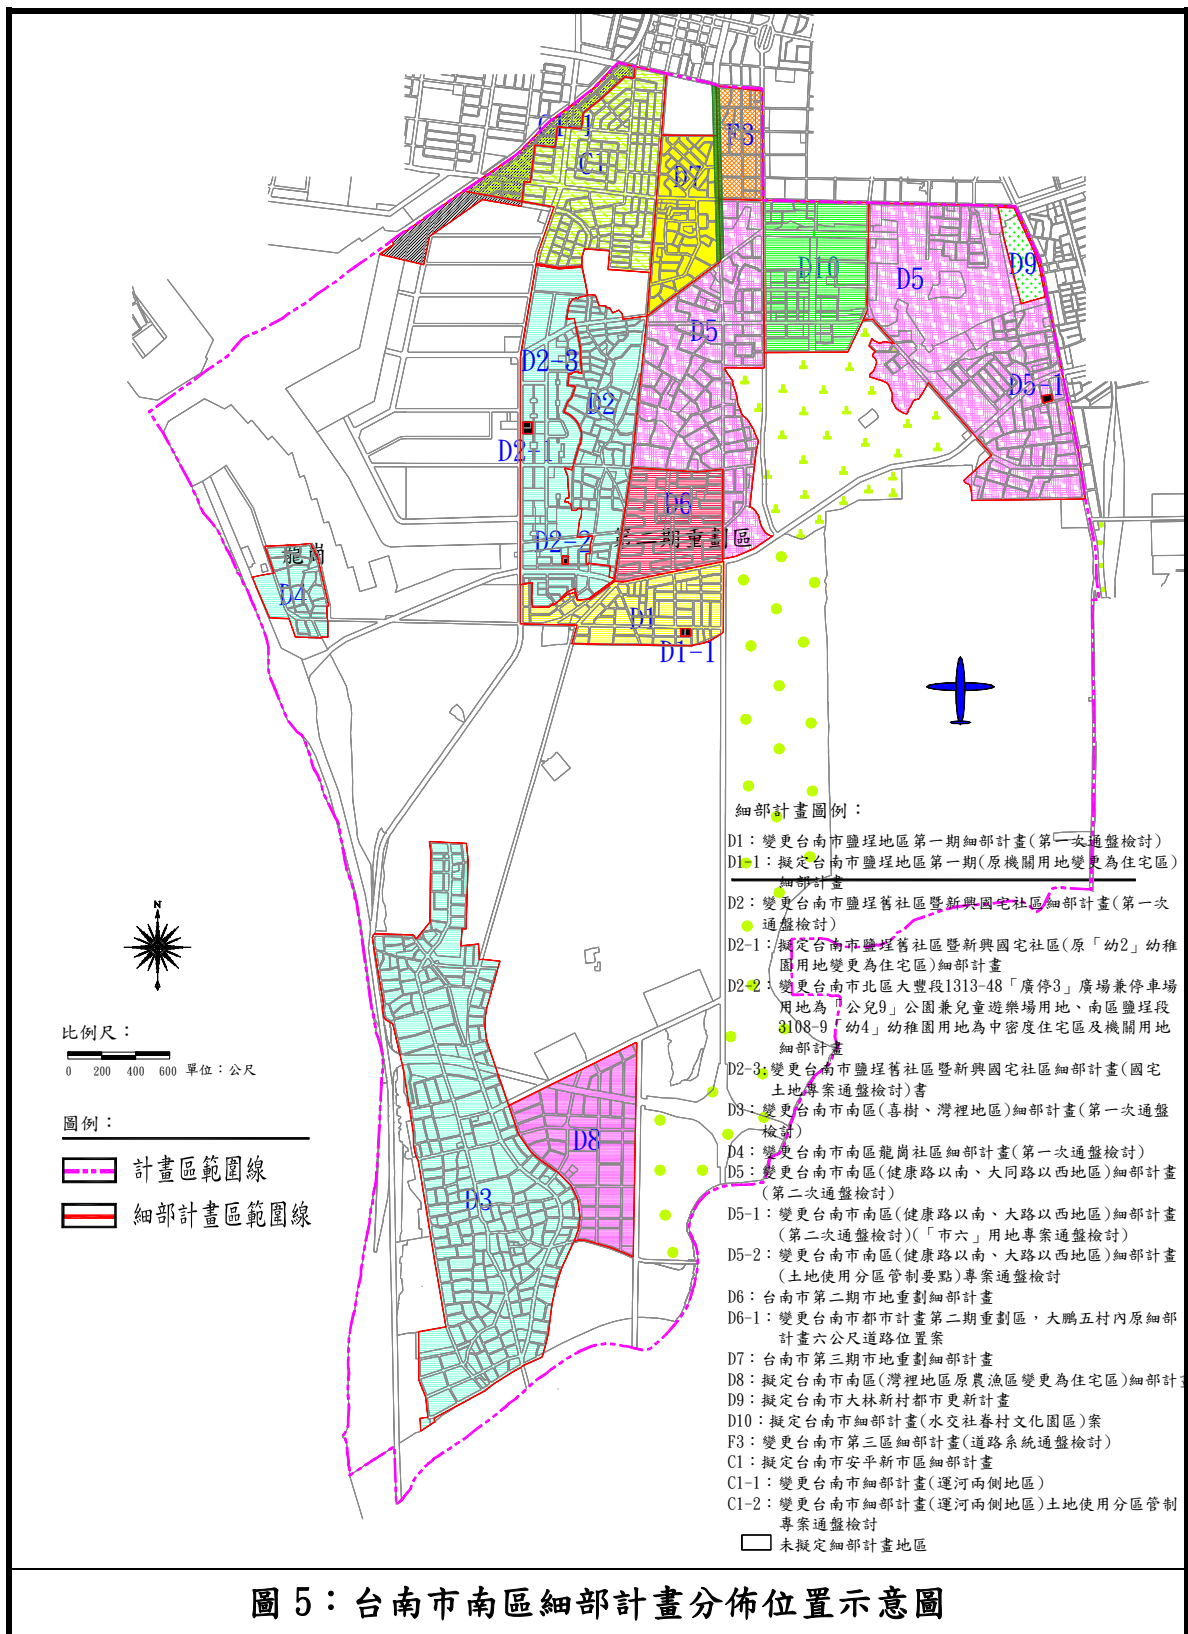 C1-1
C1
F3
D7
D10
D5
D9
D5
D2-3
D2
D5-1
D2-1
D6
D2-2
第二期重劃區
龍崗
D4
D1
D1-1
N
比例尺：
0 200 400 600 單位：公尺
圖例：
計畫區範圍線
細部計畫區範圍線
D3
D8
細部計畫圖例：
D1：變更台南市鹽埕地區第一期細部計畫(第一次通盤檢討)
D1-1：擬定台南市鹽埕地區第一期(原機關用地變更為住宅區)
細部計畫
D2：變更台南市鹽埕舊社區暨新興國宅社區細部計畫(第一次
通盤檢討)
D2-1：擬定台南市鹽埕舊社區暨新興國宅社區(原「幼2」幼稚
園用地變更為住宅區)細部計畫
D2-2：變更台南市北區大豐段1313-48「廣停3」廣場兼停車場
用地為「公兒9」公園兼兒童遊樂場用地、南區鹽埕段
3108-9「幼4」幼稚園用地為中密度住宅區及機關用地
細部計畫
D2-3:變更台南市鹽埕舊社區暨新興國宅社區細部計畫(國宅
土地專案通盤檢討)書
D3：變更台南市南區(喜樹、灣裡地區)細部計畫(第一次通盤
檢討)
D4：變更台南市南區龍崗社區細部計畫(第一次通盤檢討)
D5：變更台南市南區(健康路以南、大同路以西地區)細部計畫
(第二次通盤檢討)
D5-1：變更台南市南區(健康路以南、大路以西地區)細部計畫
(第二次通盤檢討)(「市六」用地專案通盤檢討)
D5-2：變更台南市南區(健康路以南、大路以西地區)細部計畫
(土地使用分區管制要點)專案通盤檢討
D6：台南市第二期市地重劃細部計畫
D6-1：變更台南市都市計畫第二期重劃區，大鵬五村內原細部
計畫六公尺道路位置案
D7：台南市第三期市地重劃細部計畫
D8：擬定台南市南區(灣裡地區原農漁區變更為住宅區)細部計畫
D9：擬定台南市大林新村都市更新計畫
D10：擬定台南市細部計畫(水交社眷村文化園區)案
F3：變更台南市第三區細部計畫(道路系統通盤檢討)
C1：擬定台南市安平新市區細部計畫
C1-1：變更台南市細部計畫(運河兩側地區)
C1-2：變更台南市細部計畫(運河兩側地區)土地使用分區管制
專案通盤檢討
未擬定細部計畫地區
圖 5：台南市南區細部計畫分佈位置示意圖